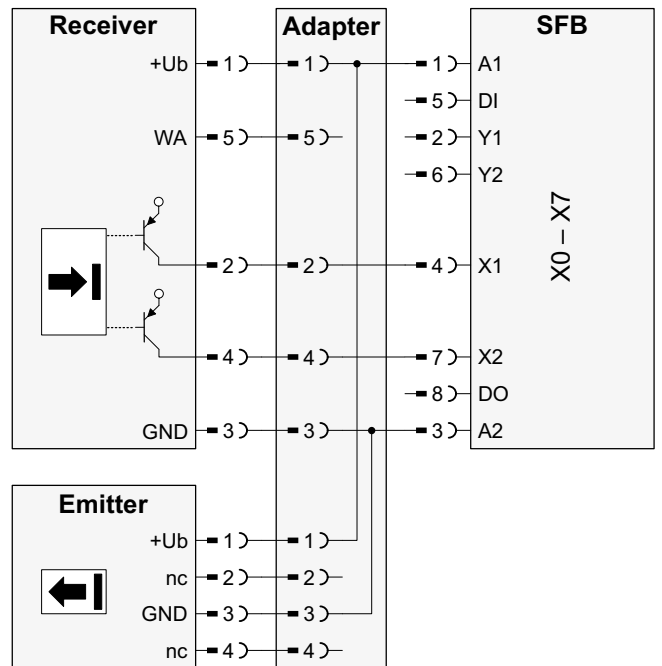 Receiver Adapter SFB
+Ub 1 1 1 A1
5 DI
WA 5 5 2 Y1
6 Y2
X0 – X7
2 2 4 X1
4 4 7 X2
8 DO
GND 3 3 3 A2
Emitter
+Ub 1 1
nc 2 2
GND 3 3
nc 4 4